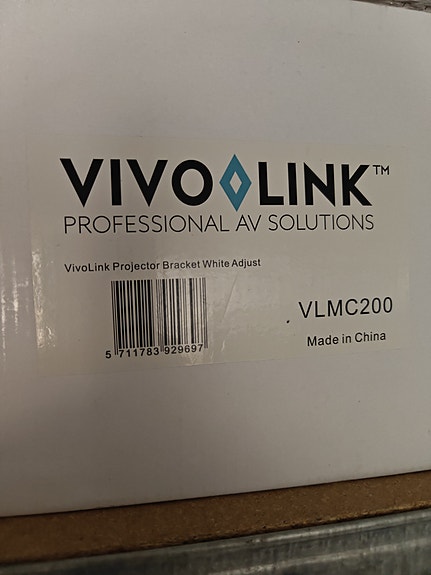 VIVOLINK™
PROFESSIONAL AV SOLUTIONS
VivoLink Projector Bracket White Adjust
5 711783 929697
VLMC200
Made in China